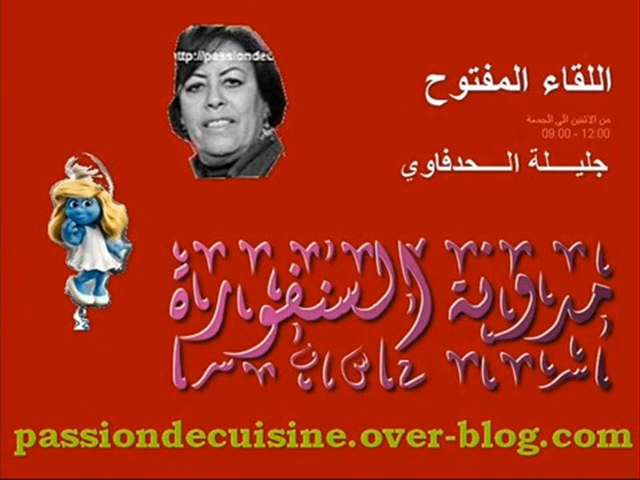 http://passiondecu
اللقاء المفتوح
من الاثنين الى الجمعة
09:00 - 12:00
جليلة الحدفاوي
مدونة السنفورة
passiondecuisine.over-blog.com